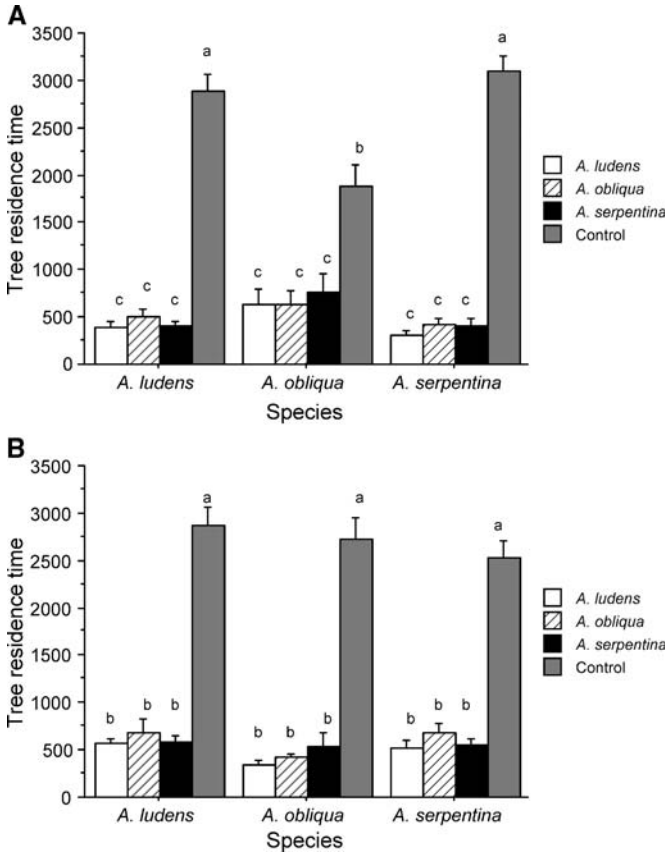 A
3500
3000
2500
2000
1500
1000
500
0
Tree residence time
a
b
a
c c c
c c c
c c c
A. ludens
A. obliqua
A. serpentina
Control
A. ludens A. obliqua A. serpentina
Species
B
3500
3000
2500
2000
1500
1000
500
0
Tree residence time
a
a
a
b b b
b b b
b b b
A. ludens
A. obliqua
A. serpentina
Control
A. ludens A. obliqua A. serpentina
Species